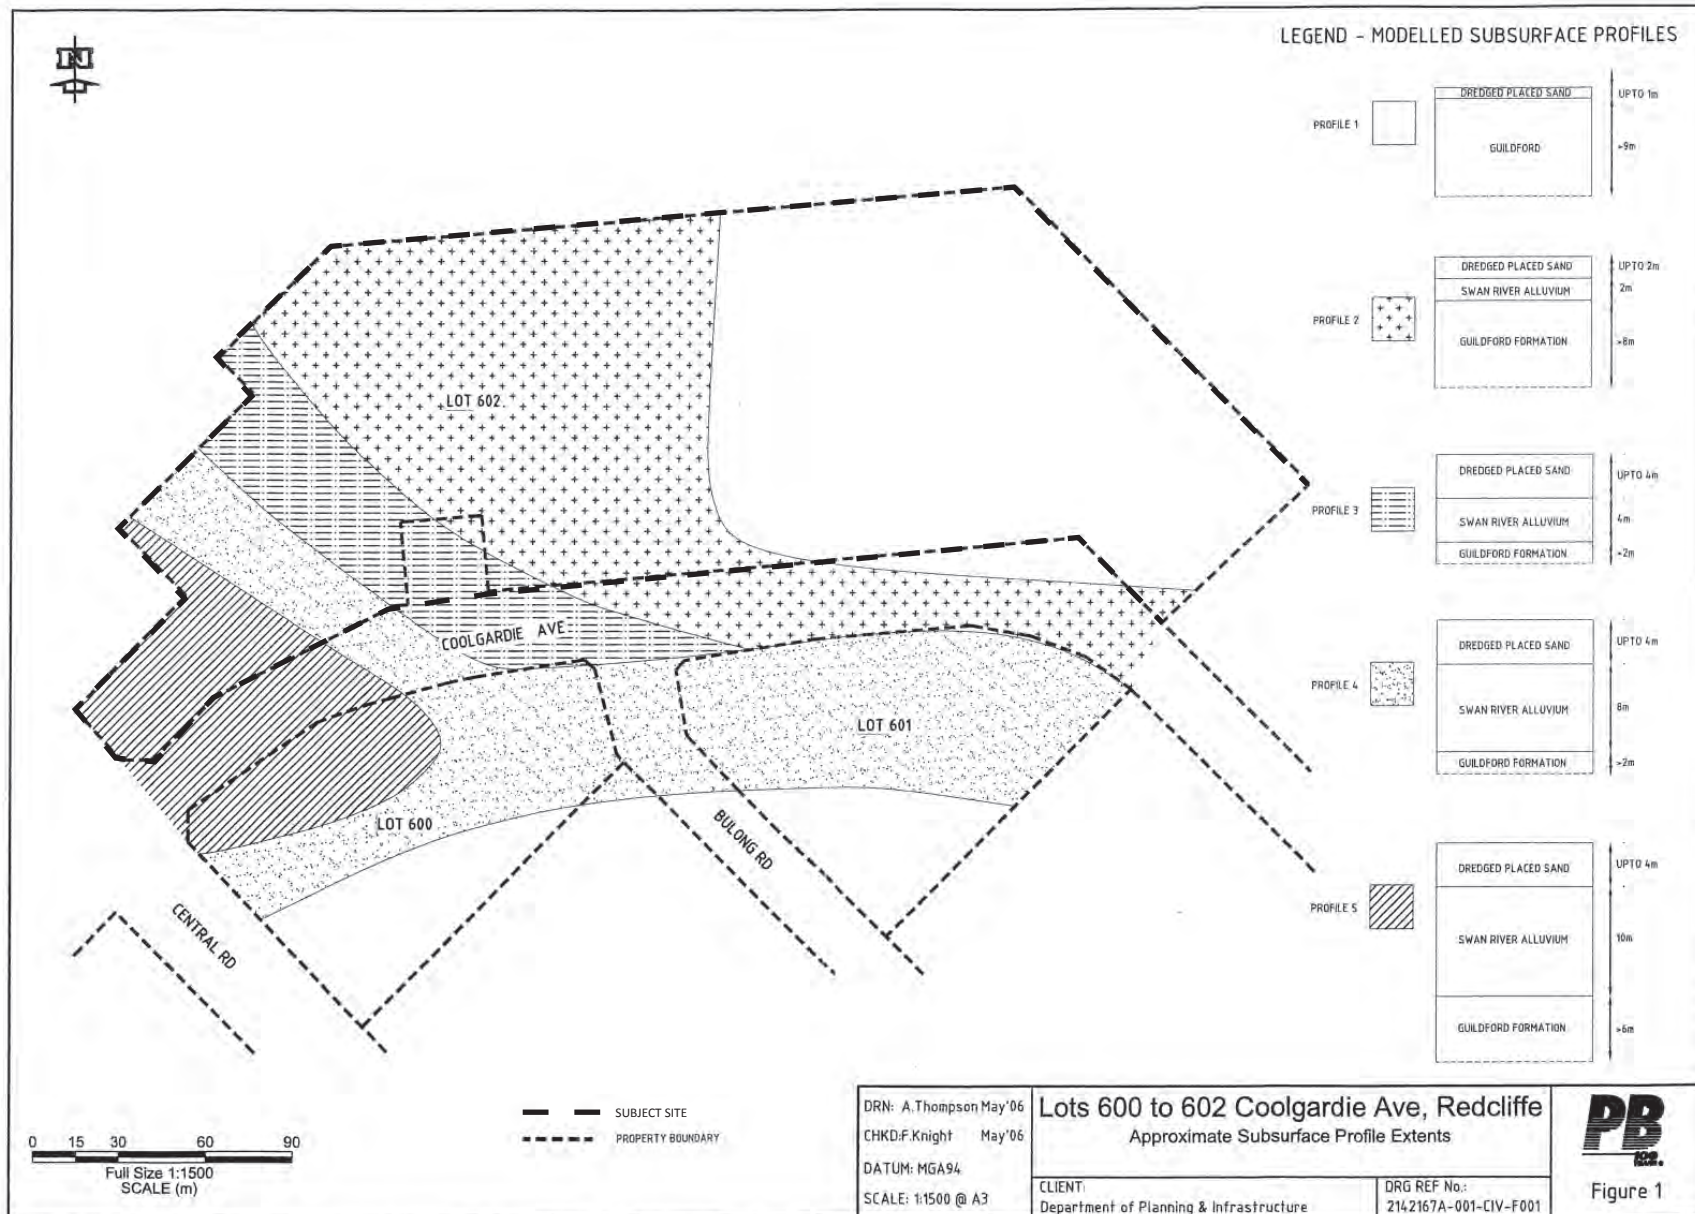 N
LEGEND - MODELLED SUBSURFACE PROFILES
PROFILE 1
DREDGED PLACED SAND
UPTO 1m
GUILDFORD
>9m
PROFILE 2
DREDGED PLACED SAND
UPTO 2m
SWAN RIVER ALLUVIUM
2m
GUILDFORD FORMATION
>8m
PROFILE 3
DREDGED PLACED SAND
UPTO 4m
SWAN RIVER ALLUVIUM
4m
GUILDFORD FORMATION
>2m
PROFILE 4
DREDGED PLACED SAND
UPTO 4m
SWAN RIVER ALLUVIUM
8m
GUILDFORD FORMATION
>2m
PROFILE 5
DREDGED PLACED SAND
UPTO 4m
SWAN RIVER ALLUVIUM
10m
GUILDFORD FORMATION
>6m
LOT 602
COOLGARDIE AVE
LOT 601
LOT 600
BULONG RD
CENTRAL RD
0 15 30 60 90
Full Size 1:1500
SCALE (m)
SUBJECT SITE
PROPERTY BOUNDARY
DRN: A.Thompson May'06
CHKD:F.Knight May'06
DATUM: MGA94
SCALE: 1:1500 @ A3
Lots 600 to 602 Coolgardie Ave, Redcliffe
Approximate Subsurface Profile Extents
CLIENT:
Department of Planning & Infrastructure
DRG REF No.:
2142167A-001-CIV-F001
PB
100
Figure 1